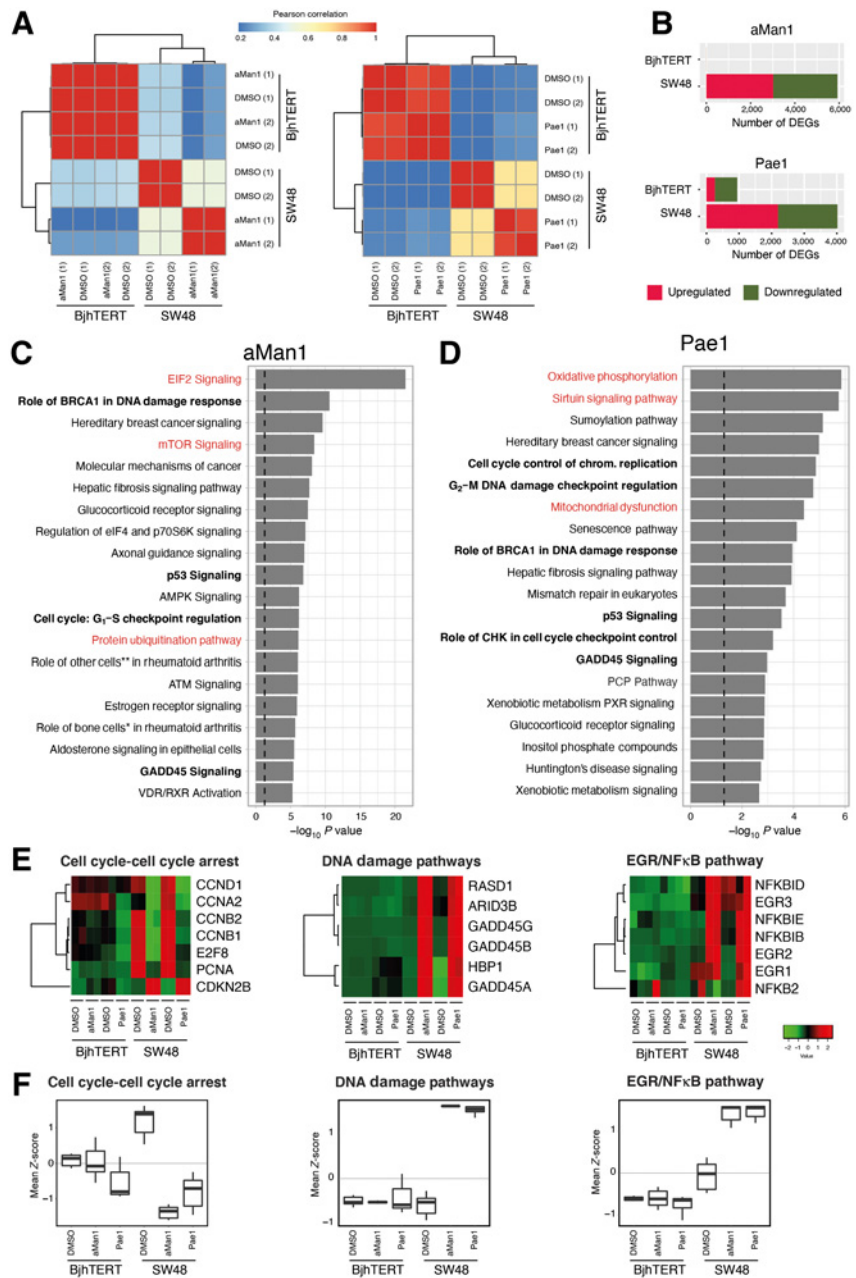 A
Pearson correlation
0.2 0.4 0.6 0.8 1
aMan1 (1)
DMSO (1)
aMan1 (2)
DMSO (2)
BjhTERT
DMSO (1)
DMSO (2)
aMan1 (1)
aMan1 (2)
SW48
aMan1 (1)
DMSO (1)
aMan1(2)
DMSO (2)
DMSO (1)
DMSO (2)
aMan1(1)
aMan1(2)
BjhTERT SW48
DMSO (1)
DMSO (2)
Pae1 (1)
Pae1 (2)
BjhTERT
DMSO (1)
DMSO (2)
Pae1 (1)
Pae1 (2)
SW48
DMSO (1)
DMSO (2)
Pae1 (1)
Pae1 (2)
DMSO (1)
DMSO (2)
Pae1 (1)
Pae1 (2)
BjhTERT SW48
B
aMan1
BjhTERT
SW48
0 2,000 4,000 6,000
Number of DEGs
Pae1
BjhTERT
SW48
0 1,000 2,000 3,000 4,000
Number of DEGs
Upregulated Downregulated
C
aMan1
EIF2 Signaling
Role of BRCA1 in DNA damage response
Hereditary breast cancer signaling
mTOR Signaling
Molecular mechanisms of cancer
Hepatic fibrosis signaling pathway
Glucocorticoid receptor signaling
Regulation of eIF4 and p70S6K signaling
Axonal guidance signaling
p53 Signaling
AMPK Signaling
Cell cycle: G₁−S checkpoint regulation
Protein ubiquitination pathway
Role of other cells** in rheumatoid arthritis
ATM Signaling
Estrogen receptor signaling
Role of bone cells* in rheumatoid arthritis
Aldosterone signaling in epithelial cells
GADD45 Signaling
VDR/RXR Activation
0 5 10 15 20
−log₁₀ P value
D
Pae1
Oxidative phosphorylation
Sirtuin signaling pathway
Sumoylation pathway
Hereditary breast cancer signaling
Cell cycle control of chrom. replication
G₂−M DNA damage checkpoint regulation
Mitochondrial dysfunction
Senescence pathway
Role of BRCA1 in DNA damage response
Hepatic fibrosis signaling pathway
Mismatch repair in eukaryotes
p53 Signaling
Role of CHK in cell cycle checkpoint control
GADD45 Signaling
PCP Pathway
Xenobiotic metabolism PXR signaling
Glucocorticoid receptor signaling
Inositol phosphate compounds
Huntington's disease signaling
Xenobiotic metabolism signaling
0 2 4 6
−log₁₀ P value
E
Cell cycle-cell cycle arrest
CCND1
CCNA2
CCNB2
CCNB1
E2F8
PCNA
CDKN2B
DMSO
aMan1
DMSO
Pae1
DMSO
aMan1
DMSO
Pae1
BjhTERT SW48
DNA damage pathways
RASD1
ARID3B
GADD45G
GADD45B
HBP1
GADD45A
DMSO
aMan1
DMSO
Pae1
DMSO
aMan1
DMSO
Pae1
BjhTERT SW48
EGR/NFκB pathway
NFKBID
EGR3
NFKBIE
NFKBIB
EGR2
EGR1
NFKB2
DMSO
aMan1
DMSO
Pae1
DMSO
aMan1
DMSO
Pae1
BjhTERT SW48
−2 −1 0 1 2
Value
F
Cell cycle-cell cycle arrest
Mean Z-score
1
0
−1
DMSO
aMan1
Pae1
DMSO
aMan1
Pae1
BjhTERT SW48
DNA damage pathways
Mean Z-score
1
0
−1
DMSO
aMan1
Pae1
DMSO
aMan1
Pae1
BjhTERT SW48
EGR/NFκB pathway
Mean Z-score
1
0
−1
DMSO
aMan1
Pae1
DMSO
aMan1
Pae1
BjhTERT SW48